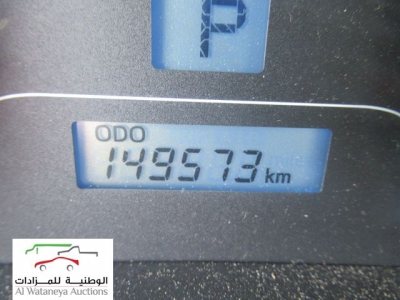 P
ODO
149573 km
الوطنية للمزادات
Al Wataneya Auctions